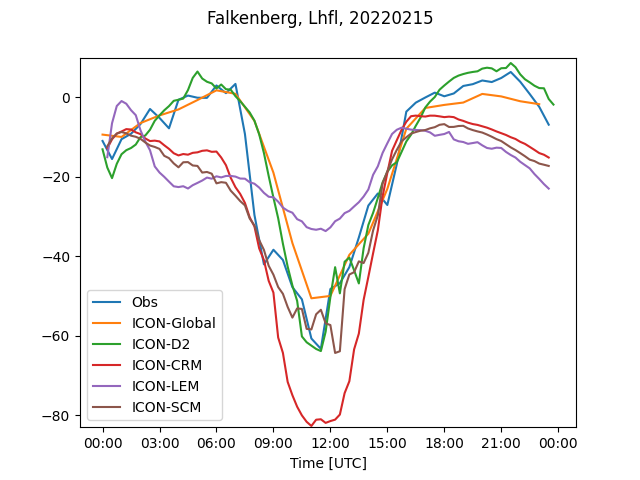 Falkenberg, Lhfl, 20220215
0
−20
−40
−60
−80
Obs
ICON-Global
ICON-D2
ICON-CRM
ICON-LEM
ICON-SCM
00:00 03:00 06:00 09:00 12:00 15:00 18:00 21:00 00:00
Time [UTC]